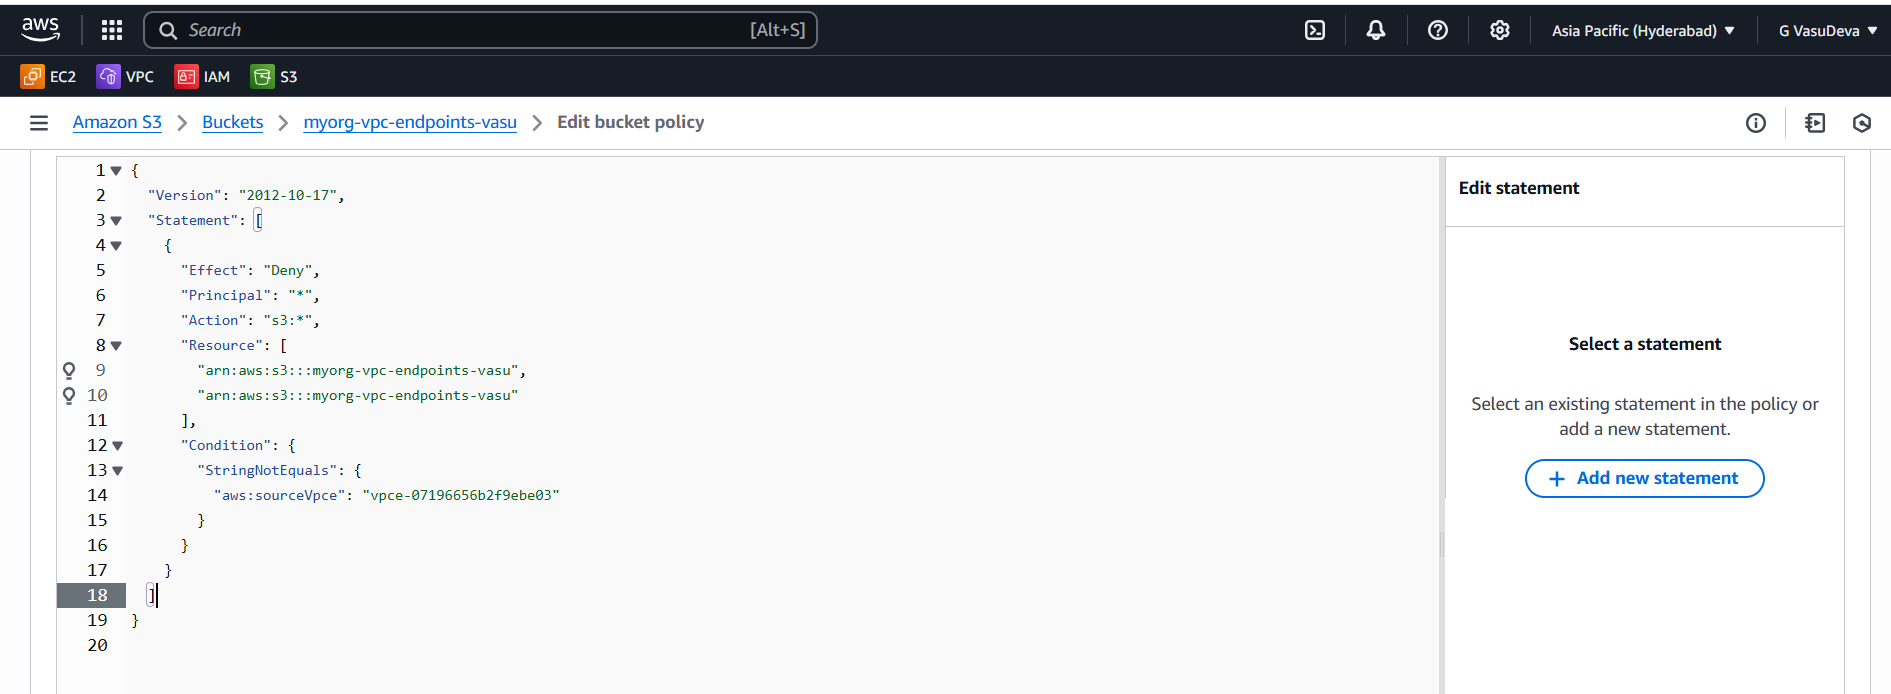 aws
Search [Alt+S]
Asia Pacific (Hyderabad)
G VasuDeva
EC2 VPC IAM S3
Amazon S3 > Buckets > myorg-vpc-endpoints-vasu > Edit bucket policy
1 {
2 "Version": "2012-10-17",
3 "Statement": [
4 {
5 "Effect": "Deny",
6 "Principal": "*",
7 "Action": "s3:*",
8 "Resource": [
9 "arn:aws:s3:::myorg-vpc-endpoints-vasu",
10 "arn:aws:s3:::myorg-vpc-endpoints-vasu"
11 ],
12 "Condition": {
13 "StringNotEquals": {
14 "aws:sourceVpce": "vpce-07196656b2f9ebe03"
15 }
16 }
17 }
18 ]
19 }
20
Edit statement
Select a statement
Select an existing statement in the policy or
add a new statement.
+ Add new statement